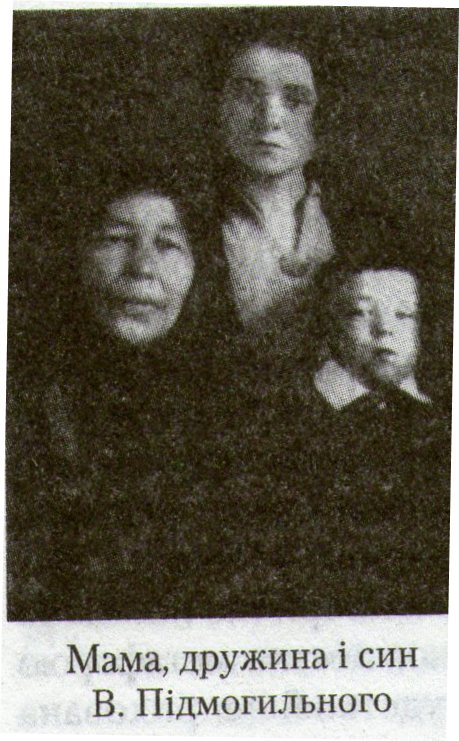 Мама, дружина і син
В. Підмогильного